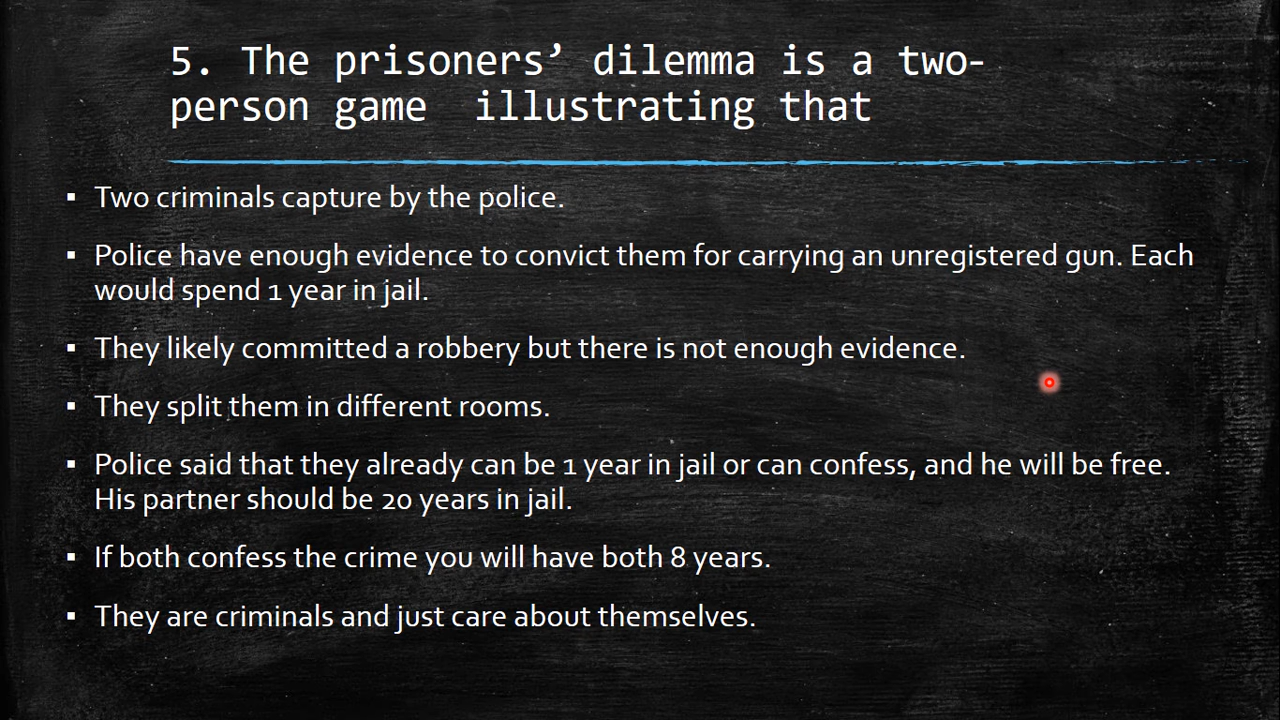 5. The prisoners’ dilemma is a two-
person game  illustrating that
▪ Two criminals capture by the police.
▪ Police have enough evidence to convict them for carrying an unregistered gun. Each
would spend 1 year in jail.
▪ They likely committed a robbery but there is not enough evidence.
▪ They split them in different rooms.
▪ Police said that they already can be 1 year in jail or can confess, and he will be free.
His partner should be 20 years in jail.
▪ If both confess the crime you will have both 8 years.
▪ They are criminals and just care about themselves.